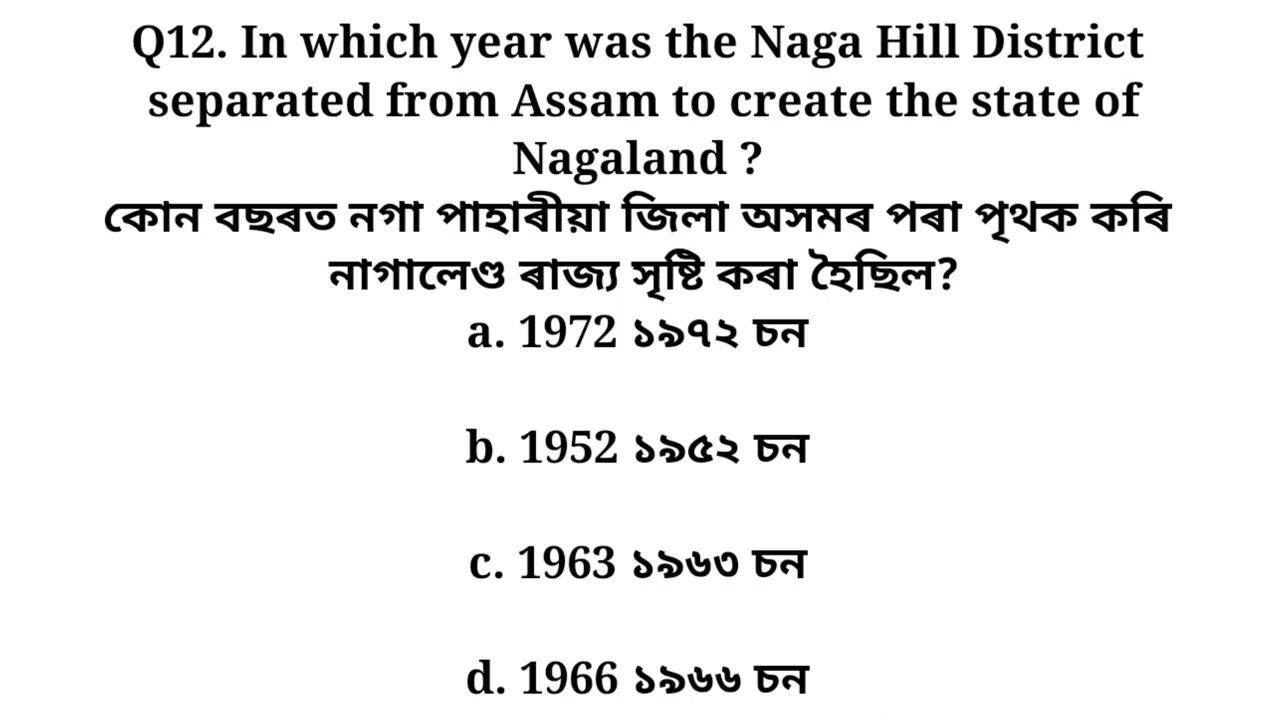 Q12. In which year was the Naga Hill District
separated from Assam to create the state of
Nagaland ?
কোন বছৰত নগা পাহাৰীয়া জিলা অসমৰ পৰা পৃথক কৰি
নাগালেণ্ড ৰাজ্য সৃষ্টি কৰা হৈছিল?
a. 1972 ১৯৭২ চন
b. 1952 ১৯৫২ চন
c. 1963 ১৯৬৩ চন
d. 1966 ১৯৬৬ চন